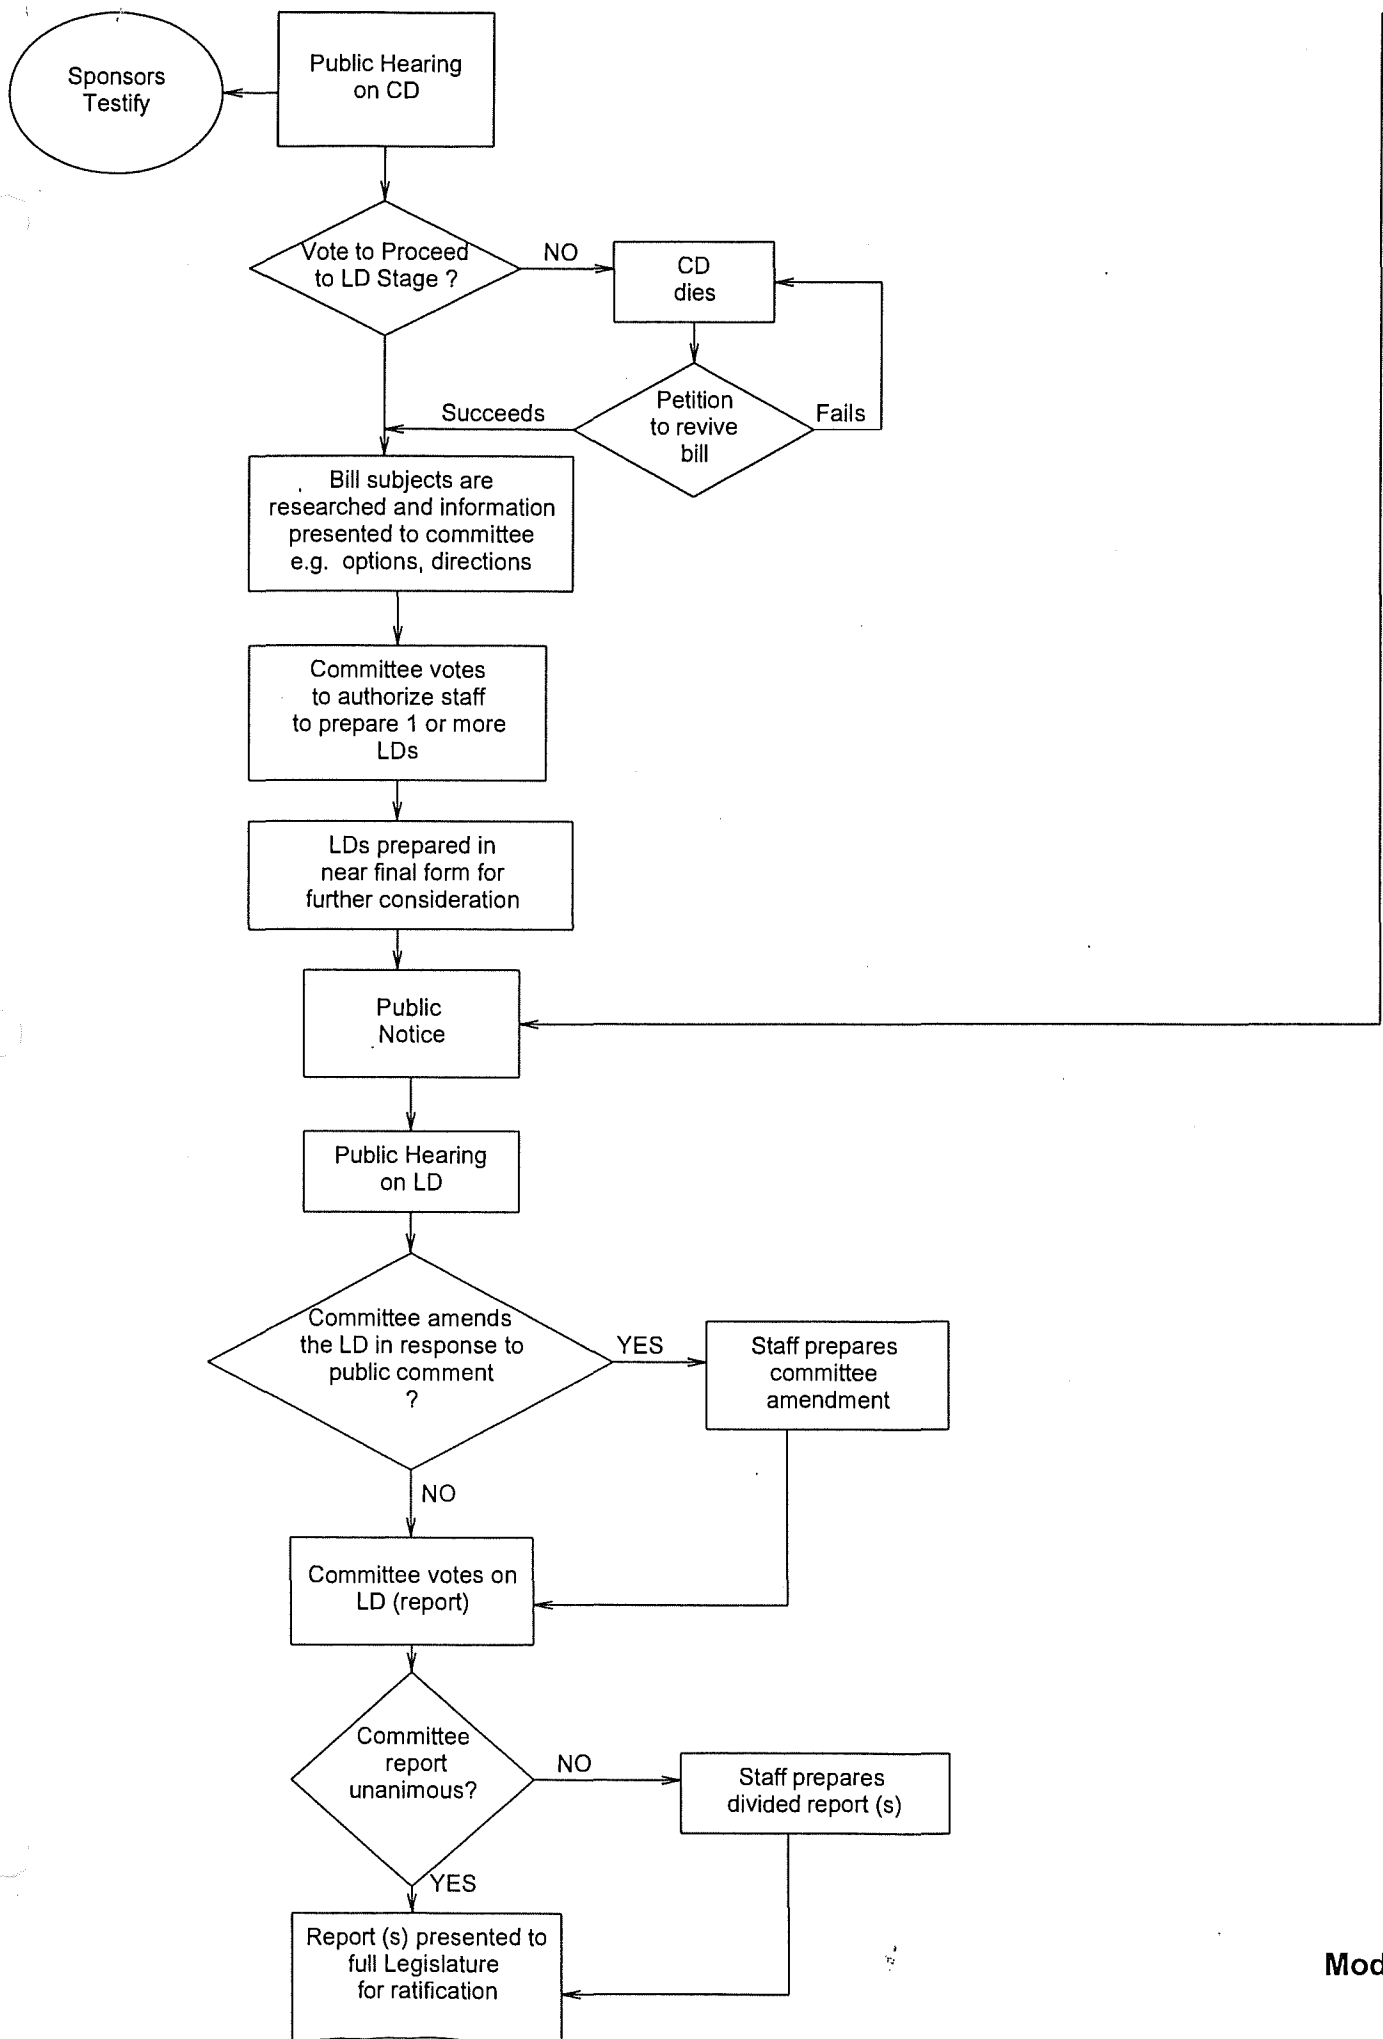 Sponsors
Testify
Public Hearing
on CD
Vote to Proceed
to LD Stage ?
NO
CD
dies
Succeeds
Petition
to revive
bill
Fails
Bill subjects are
researched and information
presented to committee
e.g. options, directions
Committee votes
to authorize staff
to prepare 1 or more
LDs
LDs prepared in
near final form for
further consideration
Public
Notice
Public Hearing
on LD
Committee amends
the LD in response to
public comment
?
YES
Staff prepares
committee
amendment
NO
Committee votes on
LD (report)
Committee
report
unanimous?
NO
Staff prepares
divided report (s)
YES
Report (s) presented to
full Legislature
for ratification
Mod